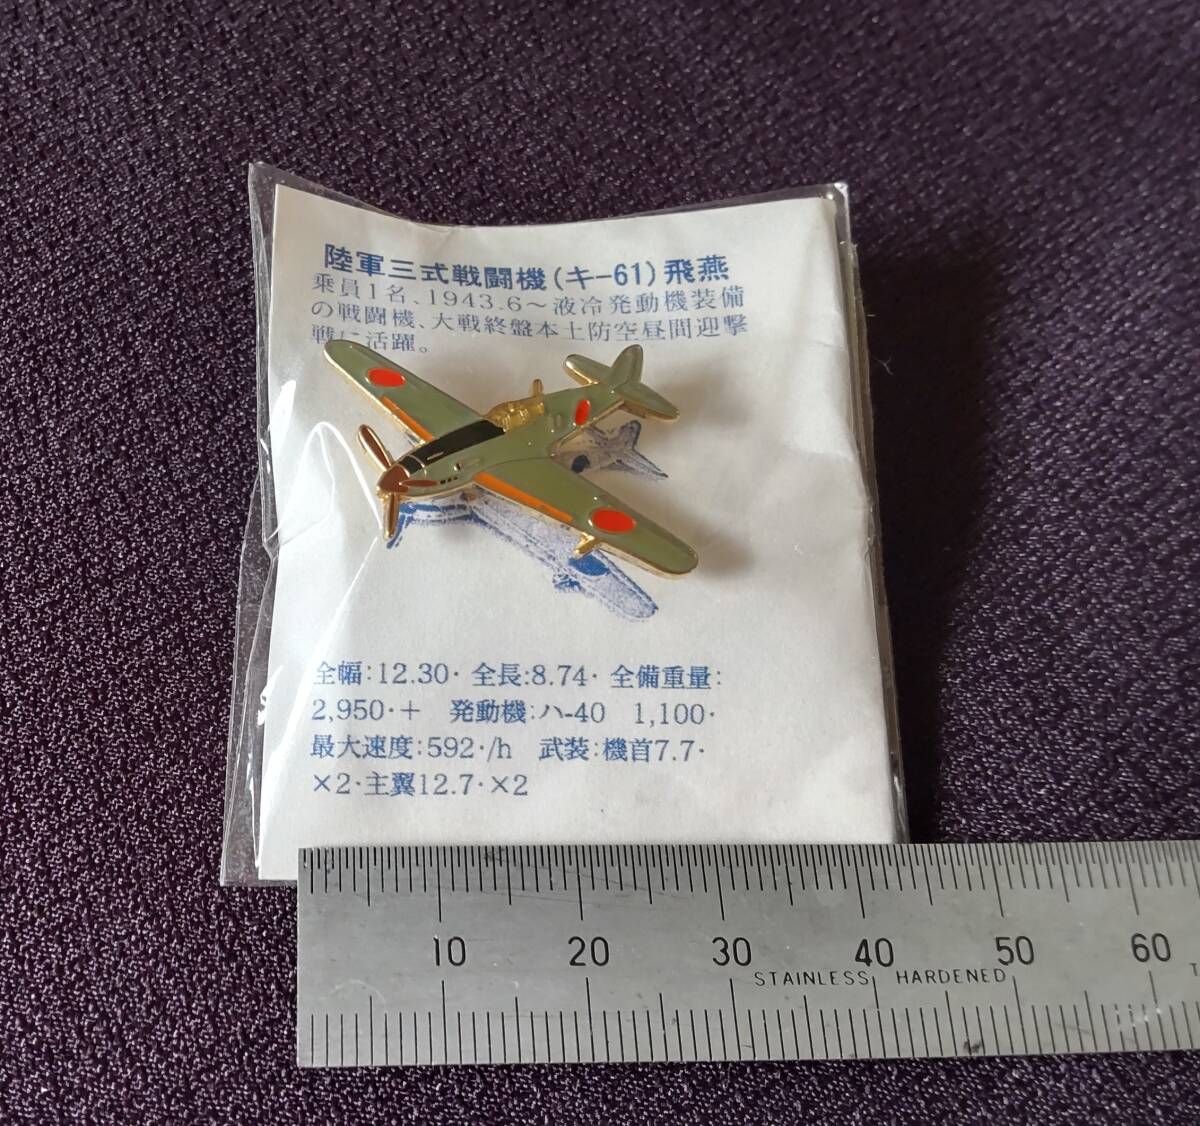 陸軍三式戦闘機(キ-61)飛燕
乗員1名、1943.6～液冷発動機装備
の戦闘機、大戦終盤本土防空昼間迎撃
戦に活躍。
全幅:12.30· 全長:8.74· 全備重量:
2,950·＋ 発動機:ハ-40 1,100·
最大速度:592·/h 武装:機首7.7·
×2·主翼12.7·×2
10 20 30 40 50 60
STAINLESS HARDENED